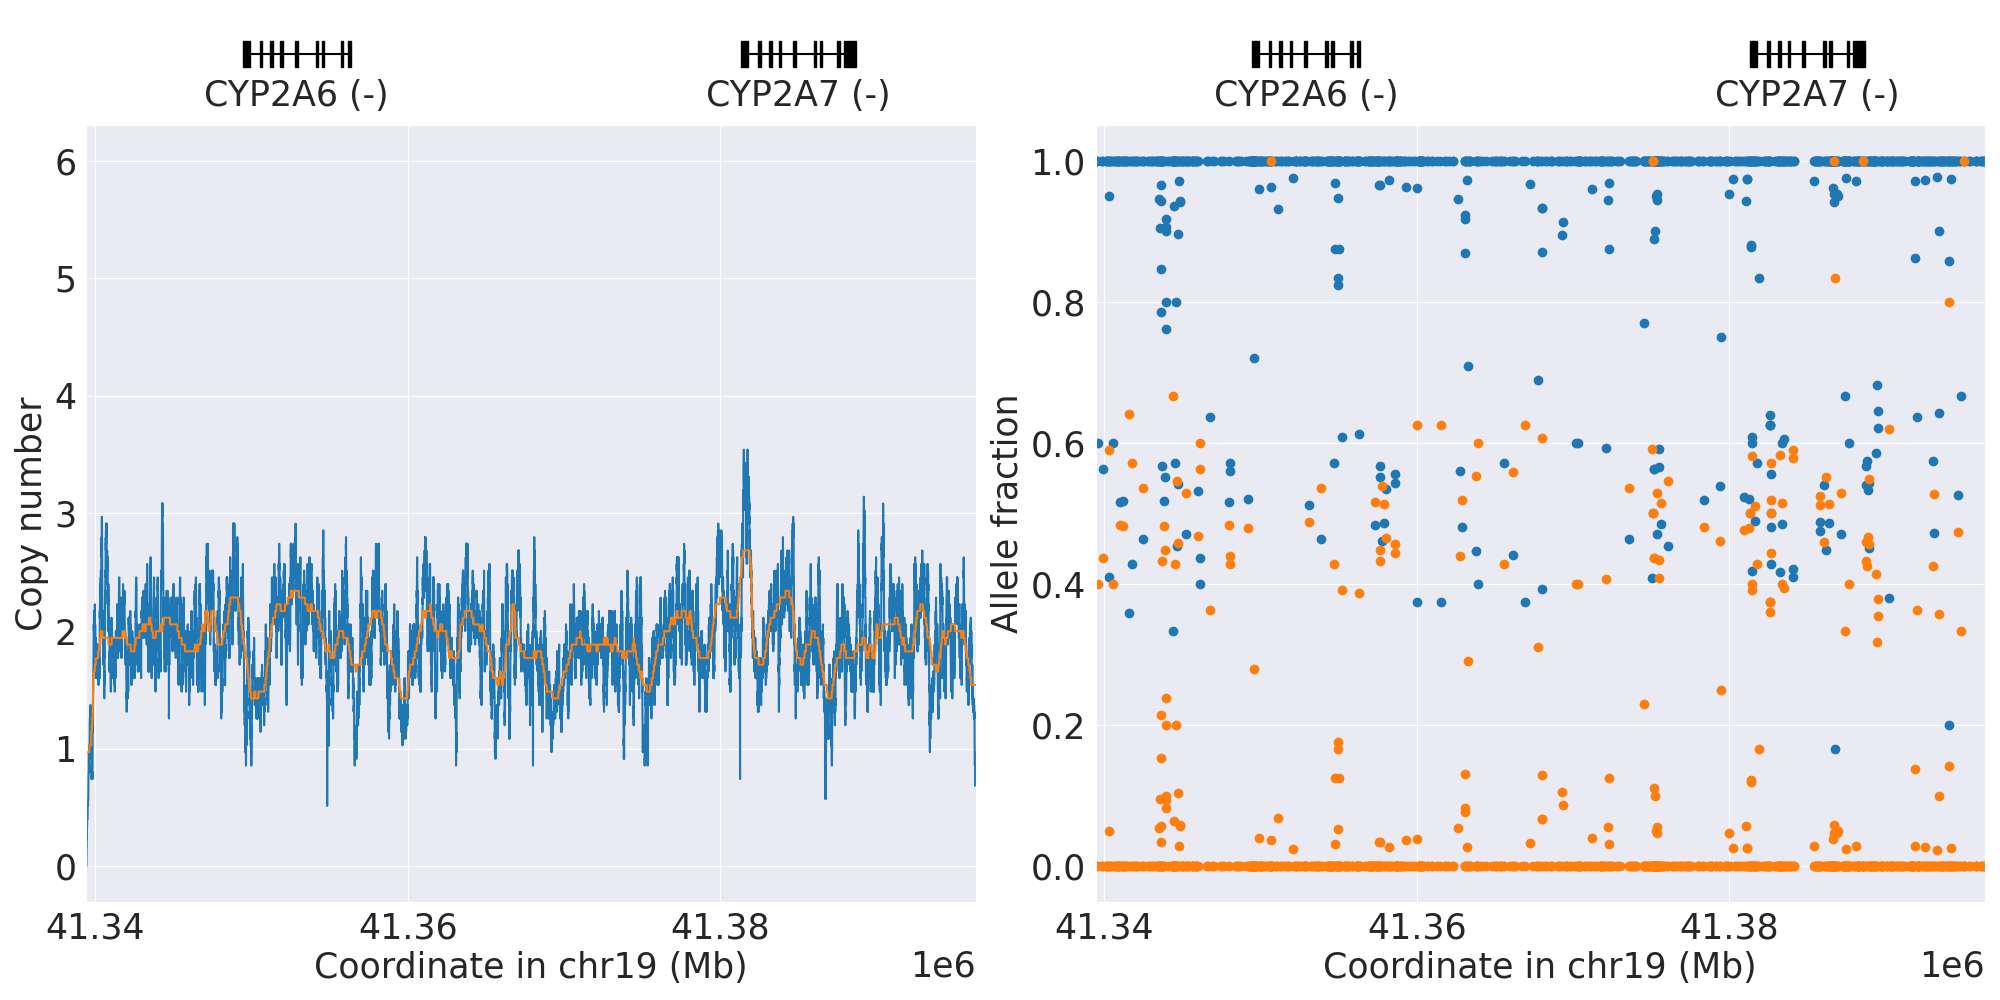 CYP2A6 (-) CYP2A7 (-)
6
5
4
3
2
1
0
Copy number
41.34 41.36 41.38
Coordinate in chr19 (Mb) 1e6
CYP2A6 (-) CYP2A7 (-)
1.0
0.8
0.6
0.4
0.2
0.0
Allele fraction
41.34 41.36 41.38
Coordinate in chr19 (Mb) 1e6